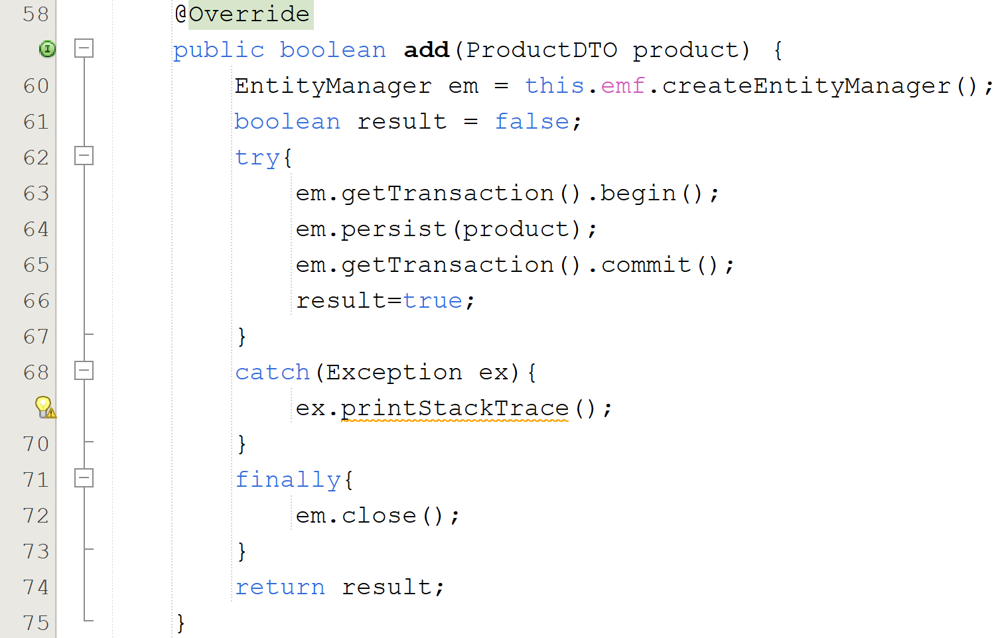 58 @Override
public boolean add(ProductDTO product) {
60 EntityManager em = this.emf.createEntityManager();
61 boolean result = false;
62 try{
63 em.getTransaction().begin();
64 em.persist(product);
65 em.getTransaction().commit();
66 result=true;
67 }
68 catch(Exception ex){
ex.printStackTrace();
70 }
71 finally{
72 em.close();
73 }
74 return result;
75 }